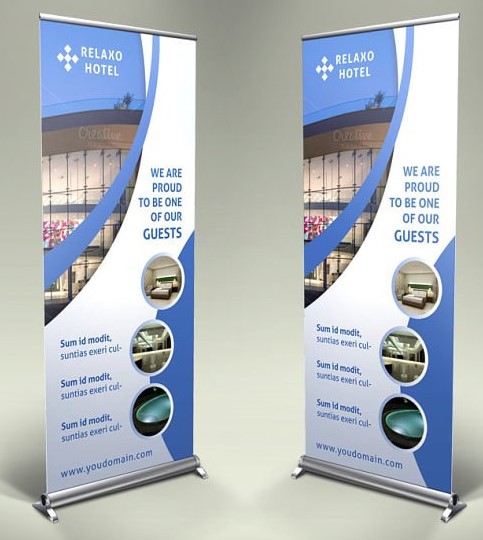 RELAXO
HOTEL
Creative
WE ARE
PROUD
TO BE ONE
OF OUR
GUESTS
Sum id modit,
suntias exeri cul-
Sum id modit,
suntias exeri cul-
Sum id modit,
suntias exeri cul-
www.youdomain.com
RELAXO
HOTEL
Creative
WE ARE
PROUD
TO BE ONE
OF OUR
GUESTS
Sum id modit,
suntias exeri cul-
Sum id modit,
suntias exeri cul-
Sum id modit,
suntias exeri cul-
www.youdomain.com